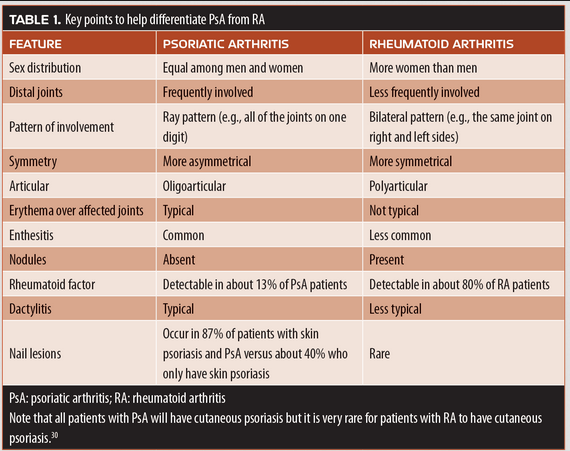 TABLE 1. Key points to help differentiate PsA from RA
FEATURE PSORIATIC ARTHRITIS RHEUMATOID ARTHRITIS
Sex distribution Equal among men and women More women than men
Distal joints Frequently involved Less frequently involved
Pattern of involvement Ray pattern (e.g., all of the joints on one digit) Bilateral pattern (e.g., the same joint on right and left sides)
Symmetry More asymmetrical More symmetrical
Articular Oligoarticular Polyarticular
Erythema over affected joints Typical Not typical
Enthesitis Common Less common
Nodules Absent Present
Rheumatoid factor Detectable in about 13% of PsA patients Detectable in about 80% of RA patients
Dactylitis Typical Less typical
Nail lesions Occur in 87% of patients with skin psoriasis and PsA versus about 40% who only have skin psoriasis Rare
PsA: psoriatic arthritis; RA: rheumatoid arthritis
Note that all patients with PsA will have cutaneous psoriasis but it is very rare for patients with RA to have cutaneous
psoriasis.30